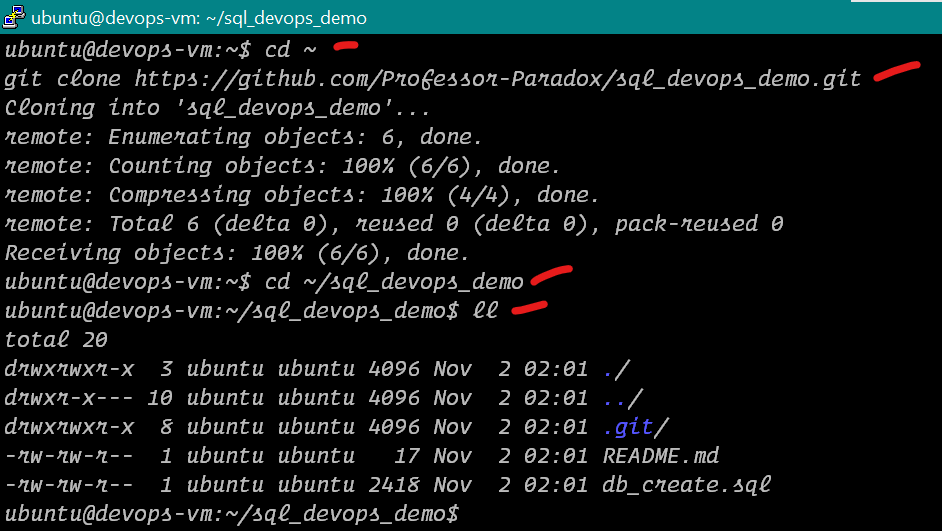 ubuntu@devops-vm: ~/sql_devops_demo
ubuntu@devops-vm:~$ cd ~
git clone https://github.com/Professor-Paradox/sql_devops_demo.git
Cloning into 'sql_devops_demo'...
remote: Enumerating objects: 6, done.
remote: Counting objects: 100% (6/6), done.
remote: Compressing objects: 100% (4/4), done.
remote: Total 6 (delta 0), reused 0 (delta 0), pack-reused 0
Receiving objects: 100% (6/6), done.
ubuntu@devops-vm:~$ cd ~/sql_devops_demo
ubuntu@devops-vm:~/sql_devops_demo$ ll
total 20
drwxrwxr-x  3 ubuntu ubuntu 4096 Nov  2 02:01 ./
drwxr-x--- 10 ubuntu ubuntu 4096 Nov  2 02:01 ../
drwxrwxr-x  8 ubuntu ubuntu 4096 Nov  2 02:01 .git/
-rw-rw-r--  1 ubuntu ubuntu   17 Nov  2 02:01 README.md
-rw-rw-r--  1 ubuntu ubuntu 2418 Nov  2 02:01 db_create.sql
ubuntu@devops-vm:~/sql_devops_demo$